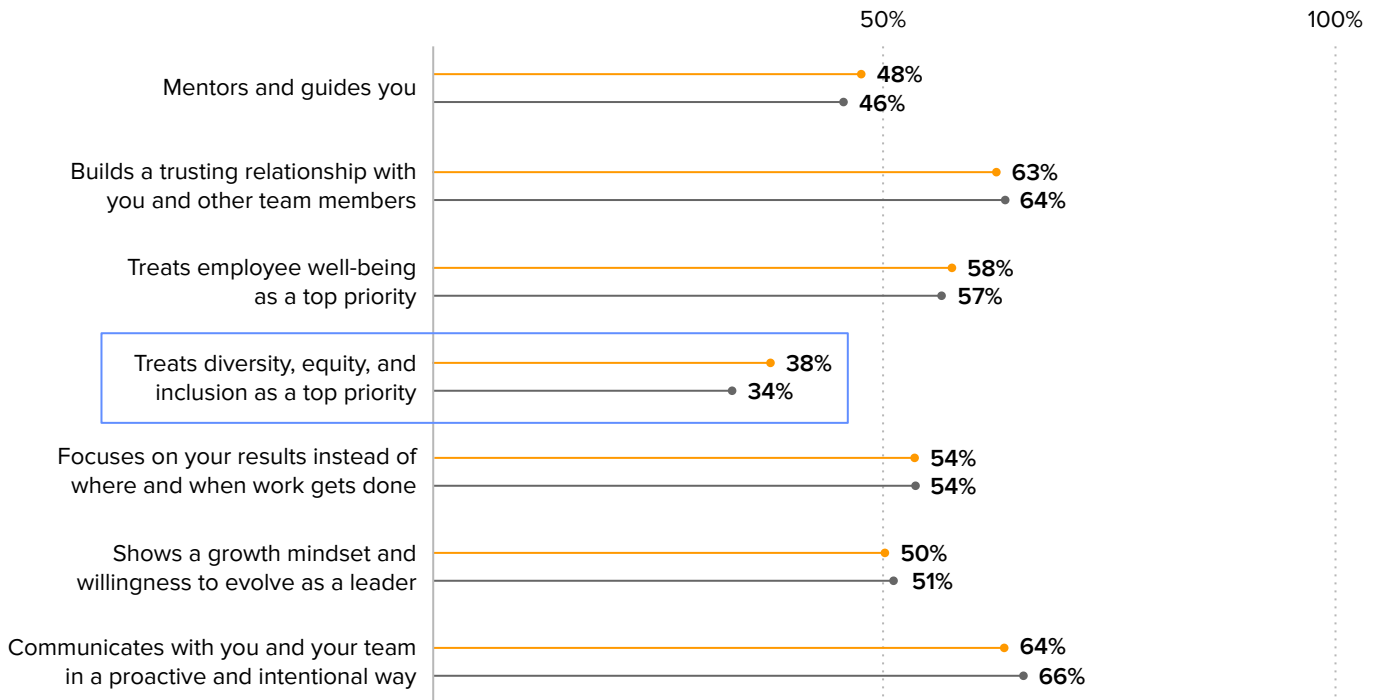 50% 100%
Mentors and guides you
48%
46%
Builds a trusting relationship with
you and other team members
63%
64%
Treats employee well-being
as a top priority
58%
57%
Treats diversity, equity, and
inclusion as a top priority
38%
34%
Focuses on your results instead of
where and when work gets done
54%
54%
Shows a growth mindset and
willingness to evolve as a leader
50%
51%
Communicates with you and your team
in a proactive and intentional way
64%
66%